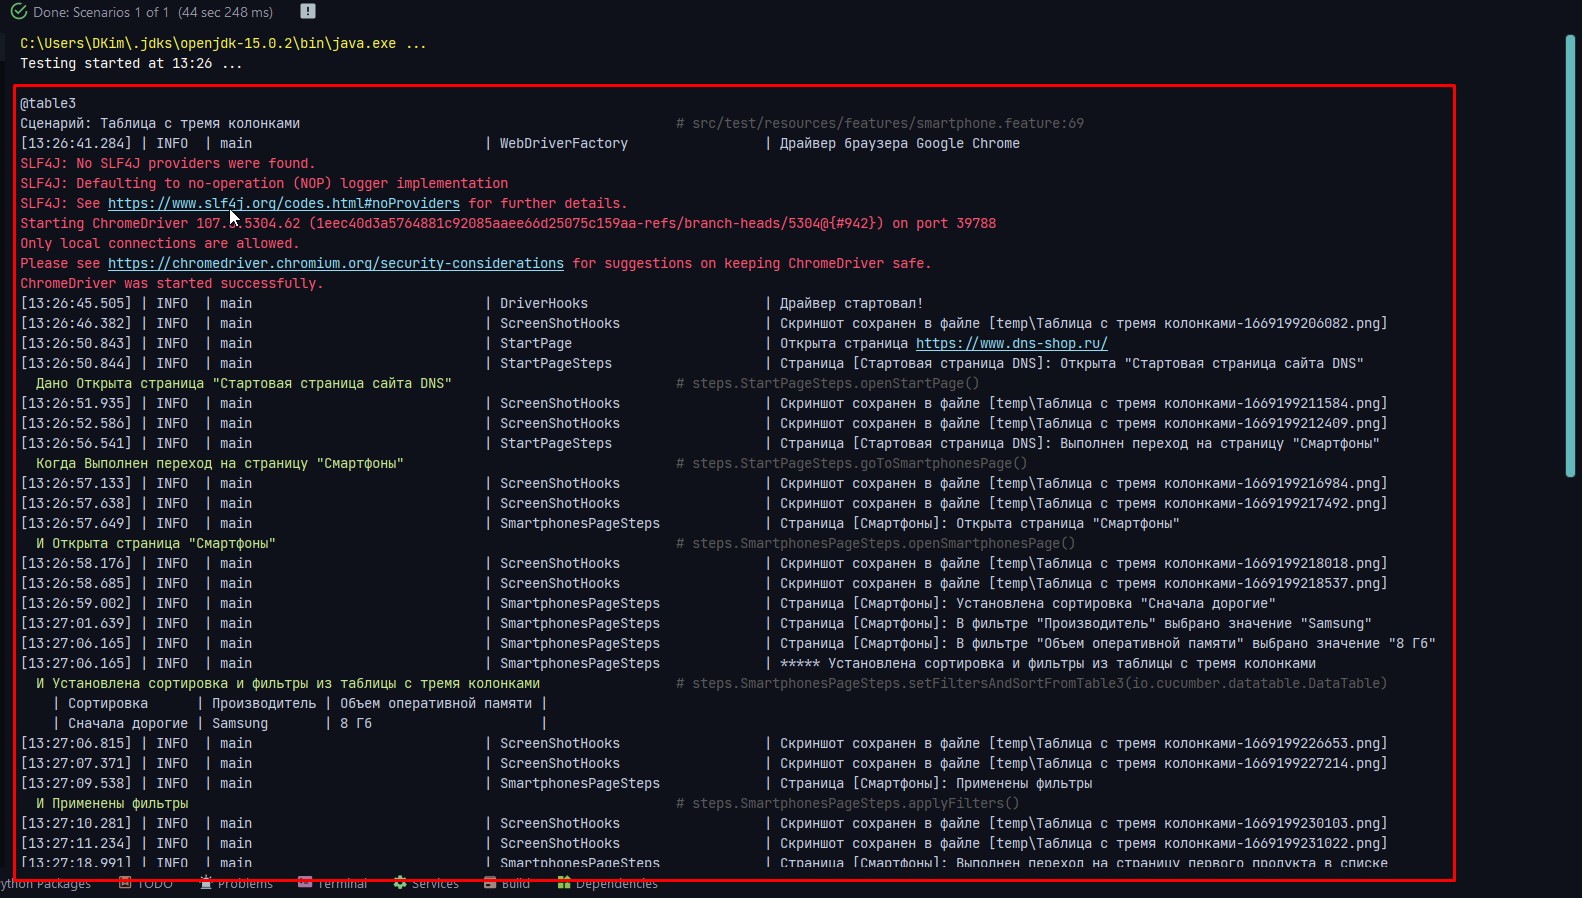 Done: Scenarios 1 of 1 (44 sec 248 ms)
C:\Users\DKim\.jdks\openjdk-15.0.2\bin\java.exe ...
Testing started at 13:26 ...
@table3
Сценарий: Таблица с тремя колонками # src/test/resources/features/smartphone.feature:69
[13:26:41.284] | INFO | main | WebDriverFactory | Драйвер браузера Google Chrome
SLF4J: No SLF4J providers were found.
SLF4J: Defaulting to no-operation (NOP) logger implementation
SLF4J: See https://www.slf4j.org/codes.html#noProviders for further details.
Starting ChromeDriver 107.0.5304.62 (1eec40d3a5764881c92085aaee66d25075c159aa-refs/branch-heads/5304@{#942}) on port 39788
Only local connections are allowed.
Please see https://chromedriver.chromium.org/security-considerations for suggestions on keeping ChromeDriver safe.
ChromeDriver was started successfully.
[13:26:45.505] | INFO | main | DriverHooks | Драйвер стартовал!
[13:26:46.382] | INFO | main | ScreenShotHooks | Скриншот сохранен в файле [temp\Таблица с тремя колонками-1669199206082.png]
[13:26:50.843] | INFO | main | StartPage | Открыта страница https://www.dns-shop.ru/
[13:26:50.844] | INFO | main | StartPageSteps | Страница [Стартовая страница DNS]: Открыта "Стартовая страница сайта DNS"
Дано Открыта страница "Стартовая страница сайта DNS" # steps.StartPageSteps.openStartPage()
[13:26:51.935] | INFO | main | ScreenShotHooks | Скриншот сохранен в файле [temp\Таблица с тремя колонками-1669199211584.png]
[13:26:52.586] | INFO | main | ScreenShotHooks | Скриншот сохранен в файле [temp\Таблица с тремя колонками-1669199212409.png]
[13:26:56.541] | INFO | main | StartPageSteps | Страница [Стартовая страница DNS]: Выполнен переход на страницу "Смартфоны"
Когда Выполнен переход на страницу "Смартфоны" # steps.StartPageSteps.goToSmartphonesPage()
[13:26:57.133] | INFO | main | ScreenShotHooks | Скриншот сохранен в файле [temp\Таблица с тремя колонками-1669199216984.png]
[13:26:57.638] | INFO | main | ScreenShotHooks | Скриншот сохранен в файле [temp\Таблица с тремя колонками-1669199217492.png]
[13:26:57.649] | INFO | main | SmartphonesPageSteps | Страница [Смартфоны]: Открыта страница "Смартфоны"
И Открыта страница "Смартфоны" # steps.SmartphonesPageSteps.openSmartphonesPage()
[13:26:58.176] | INFO | main | ScreenShotHooks | Скриншот сохранен в файле [temp\Таблица с тремя колонками-1669199218018.png]
[13:26:58.685] | INFO | main | ScreenShotHooks | Скриншот сохранен в файле [temp\Таблица с тремя колонками-1669199218537.png]
[13:26:59.002] | INFO | main | SmartphonesPageSteps | Страница [Смартфоны]: Установлена сортировка "Сначала дорогие"
[13:27:01.639] | INFO | main | SmartphonesPageSteps | Страница [Смартфоны]: В фильтре "Производитель" выбрано значение "Samsung"
[13:27:06.165] | INFO | main | SmartphonesPageSteps | Страница [Смартфоны]: В фильтре "Объем оперативной памяти" выбрано значение "8 Гб"
[13:27:06.165] | INFO | main | SmartphonesPageSteps | ***** Установлена сортировка и фильтры из таблицы с тремя колонками
И Установлена сортировка и фильтры из таблицы с тремя колонками # steps.SmartphonesPageSteps.setFiltersAndSortFromTable3(io.cucumber.datatable.DataTable)
| Сортировка | Производитель | Объем оперативной памяти |
| Сначала дорогие | Samsung | 8 Гб |
[13:27:06.815] | INFO | main | ScreenShotHooks | Скриншот сохранен в файле [temp\Таблица с тремя колонками-1669199226653.png]
[13:27:07.371] | INFO | main | ScreenShotHooks | Скриншот сохранен в файле [temp\Таблица с тремя колонками-1669199227214.png]
[13:27:09.538] | INFO | main | SmartphonesPageSteps | Страница [Смартфоны]: Применены фильтры
И Применены фильтры # steps.SmartphonesPageSteps.applyFilters()
[13:27:10.281] | INFO | main | ScreenShotHooks | Скриншот сохранен в файле [temp\Таблица с тремя колонками-1669199230103.png]
[13:27:11.234] | INFO | main | ScreenShotHooks | Скриншот сохранен в файле [temp\Таблица с тремя колонками-1669199231022.png]
[13:27:18.991] | INFO | main | SmartphonesPageSteps | Страница [Смартфоны]: Выполнен переход на страницу первого продукта в списке
ython Packages TODO Problems Terminal Services Build Dependencies